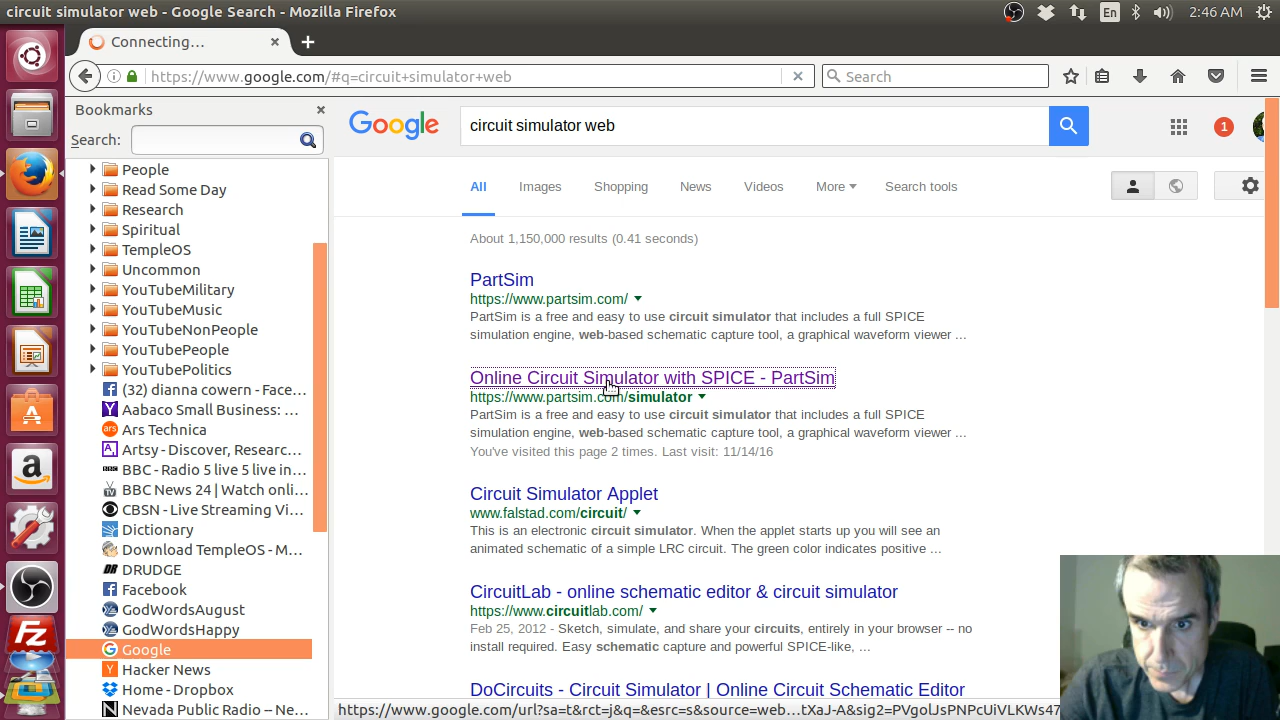 circuit simulator web - Google Search - Mozilla Firefox
En
2:46 AM
Connecting…
https://www.google.com/#q=circuit+simulator+web
Search
Bookmarks
Search:
People
Read Some Day
Research
Spiritual
TempleOS
Uncommon
YouTubeMilitary
YouTubeMusic
YouTubeNonPeople
YouTubePeople
YouTubePolitics
(32) dianna cowern - Face…
Aabaco Small Business: …
Ars Technica
Artsy - Discover, Researc…
BBC - Radio 5 live 5 live in…
BBC News 24 | Watch onli…
CBSN - Live Streaming Vi…
Dictionary
Download TempleOS - M…
DRUDGE
Facebook
GodWordsAugust
GodWordsHappy
Google
Hacker News
Home - Dropbox
Nevada Public Radio -- Ne…
Google
circuit simulator web
1
All
Images
Shopping
News
Videos
More
Search tools
About 1,150,000 results (0.41 seconds)
PartSim
https://www.partsim.com/
PartSim is a free and easy to use circuit simulator that includes a full SPICE
simulation engine, web-based schematic capture tool, a graphical waveform viewer ...
Online Circuit Simulator with SPICE - PartSim
https://www.partsim.com/simulator
PartSim is a free and easy to use circuit simulator that includes a full SPICE
simulation engine, web-based schematic capture tool, a graphical waveform viewer ...
You've visited this page 2 times. Last visit: 11/14/16
Circuit Simulator Applet
www.falstad.com/circuit/
This is an electronic circuit simulator. When the applet starts up you will see an
animated schematic of a simple LRC circuit. The green color indicates positive ...
CircuitLab - online schematic editor & circuit simulator
https://www.circuitlab.com/
Feb 25, 2012 - Sketch, simulate, and share your circuits, entirely in your browser -- no
install required. Easy schematic capture and powerful SPICE-like, ...
DoCircuits - Circuit Simulator | Online Circuit Schematic Editor
https://www.google.com/url?sa=t&rct=j&q=&esrc=s&source=web…tXaJ-A&sig2=PVgolJsPNPcUiVLKWs47